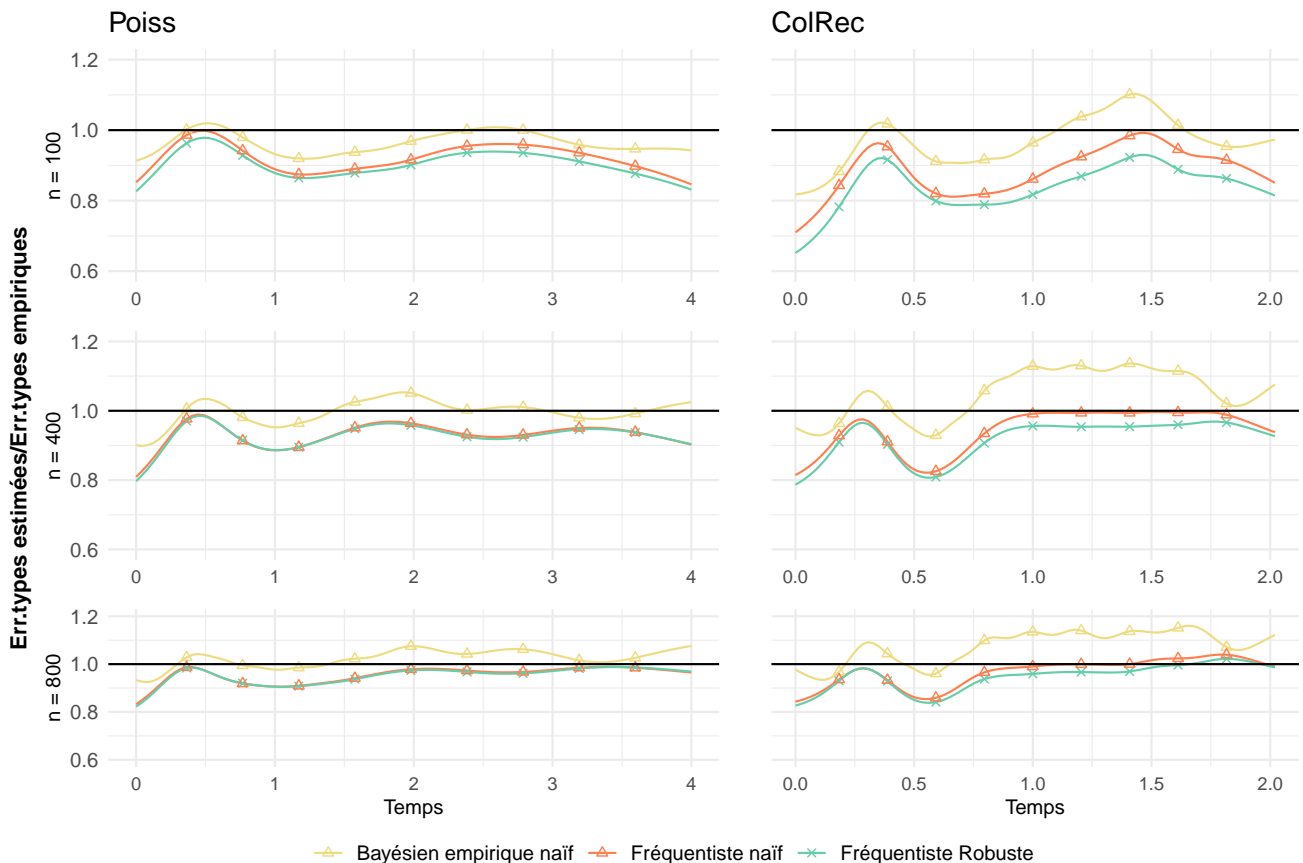 Poiss
ColRec
Err.types estimées/Err.types empiriques
n = 100
1.2
1.0
0.8
0.6
0 1 2 3 4
0.0 0.5 1.0 1.5 2.0
n = 400
1.2
1.0
0.8
0.6
0 1 2 3 4
0.0 0.5 1.0 1.5 2.0
n = 800
1.2
1.0
0.8
0.6
0 1 2 3 4
0.0 0.5 1.0 1.5 2.0
Temps
Temps
Bayésien empirique naïf Fréquentiste naïf Fréquentiste Robuste